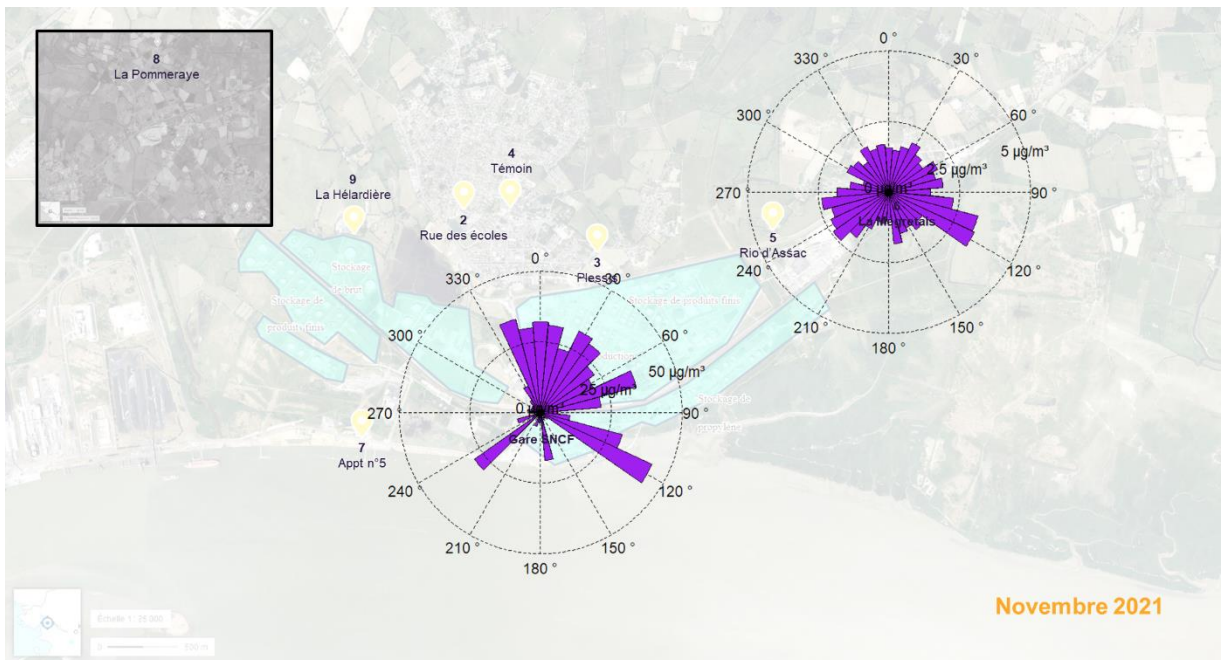 8
La Pommeraye
9
La Hélardière
4
Témoin
2
Rue des écoles
3
Plessis
5
Rio d'Assac
7
Appt n°5
Stockage
de brut
Stockage de
produits finis
Stockage de produits finis
duction
Stockage de
propylène
0 °
30 °
60 °
90 °
120 °
150 °
180 °
210 °
240 °
270 °
300 °
330 °
0 µg/m³
2.5 µg/m³
5 µg/m³
6
La Megretais
0 °
30 °
60 °
90 °
120 °
150 °
180 °
210 °
240 °
270 °
300 °
330 °
0 µg/m³
25 µg/m³
50 µg/m³
Gare SNCF
Échelle 1 : 25 000
0
500 m
Novembre 2021